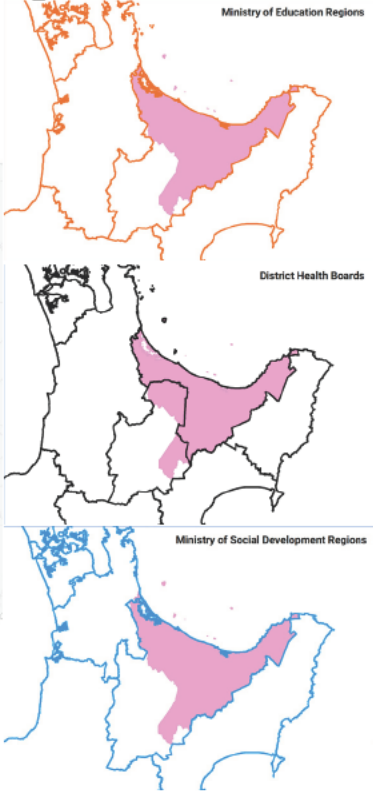 Ministry of Education Regions
District Health Boards
Ministry of Social Development Regions